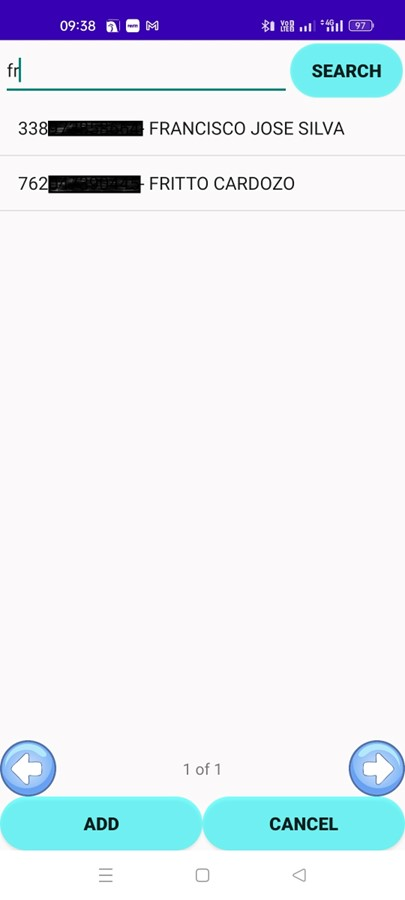 09:38 97
fr SEARCH
338 - FRANCISCO JOSE SILVA
762 - FRITTO CARDOZO
1 of 1
ADD CANCEL